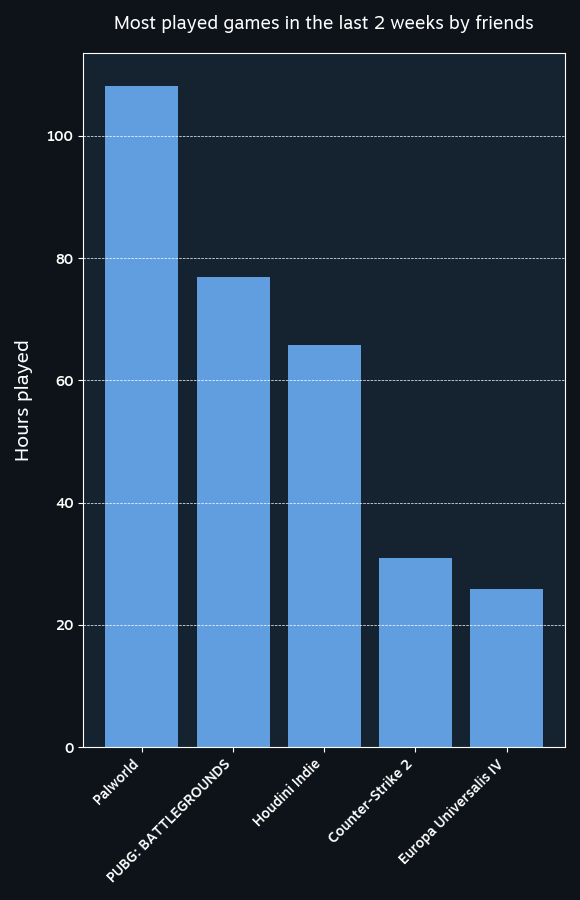 Most played games in the last 2 weeks by friends
Hours played
100
80
60
40
20
0
Palworld
PUBG: BATTLEGROUNDS
Houdini Indie
Counter-Strike 2
Europa Universalis IV